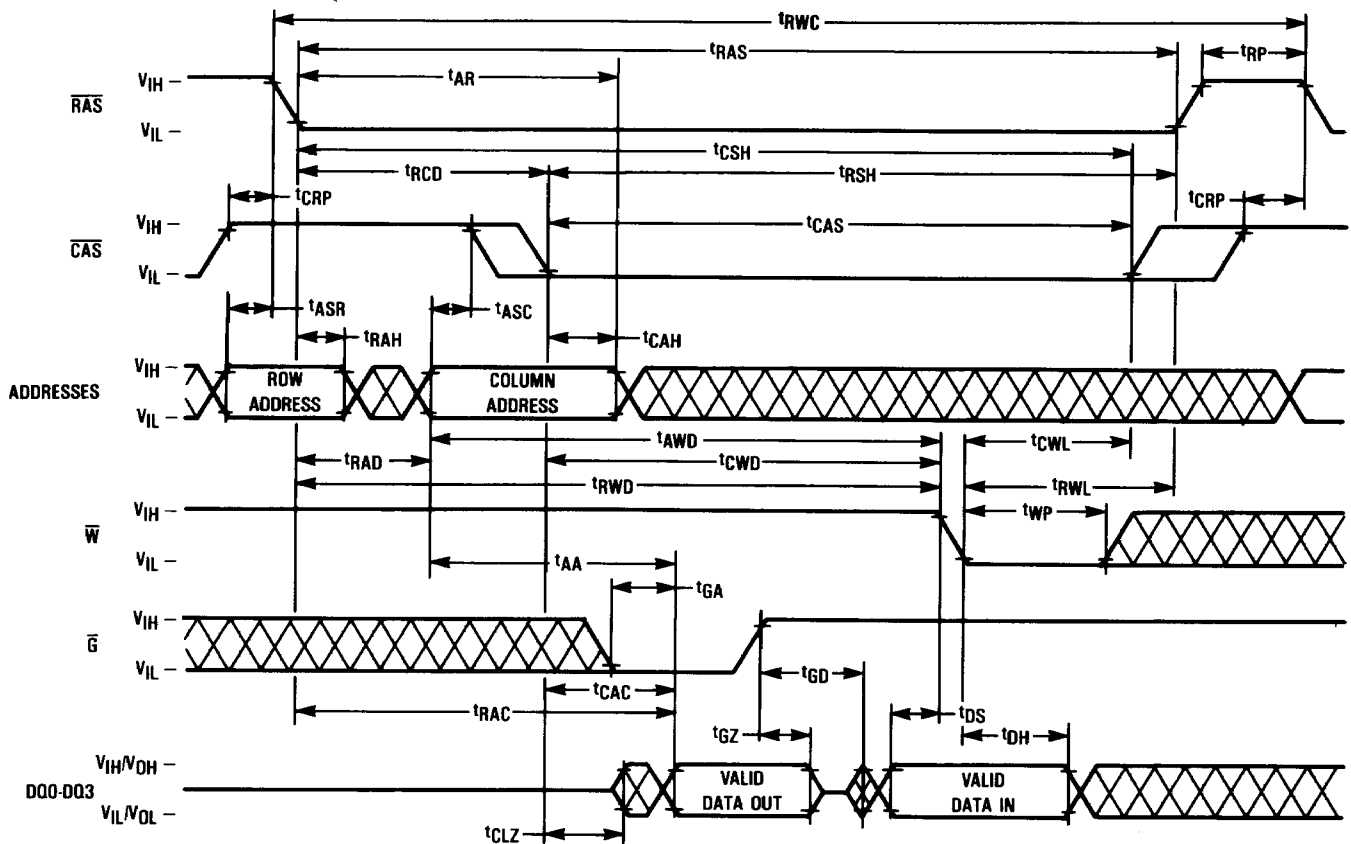 tRWC
tRAS
tRP
tAR
VIH
RAS
VIL
tCSH
tRCD
tRSH
tCRP
tCRP
VIH
tCAS
CAS
VIL
tASR
tASC
tRAH
tCAH
VIH
ROW
ADDRESS
COLUMN
ADDRESS
ADDRESSES
VIL
tAWD
tCWL
tRAD
tCWD
tRWD
tRWL
VIH
tWP
W
VIL
tAA
tGA
VIH
G
VIL
tGD
tCAC
tRAC
tDS
tGZ
tDH
VIH/VOH
DQ0-DQ3
VALID
DATA OUT
VALID
DATA IN
VIL/VOL
tCLZ